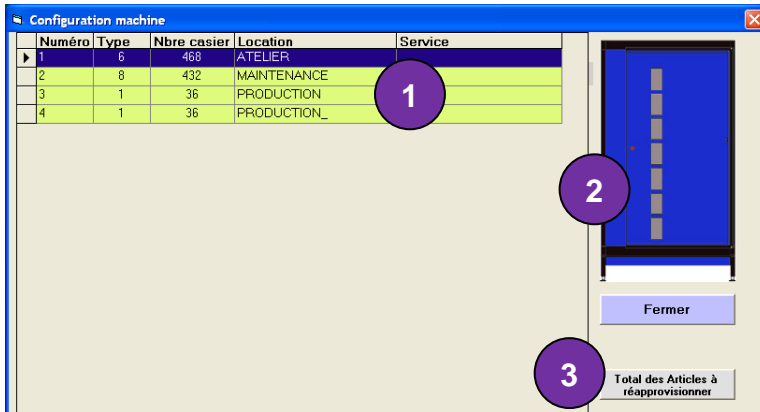 Configuration machine
Numéro Type Nbre casier Location Service
1 6 468 ATELIER
2 8 432 MAINTENANCE
3 1 36 PRODUCTION
4 1 36 PRODUCTION_
1
2
Fermer
3
Total des Articles à
réapprovisionner